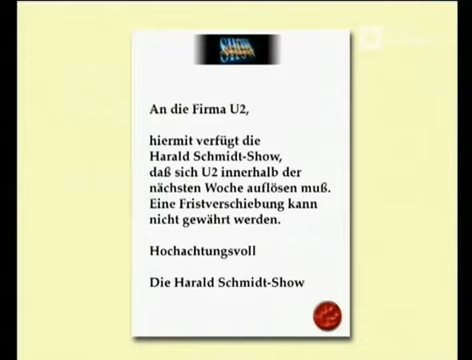 SHOW
An die Firma U2,
hiermit verfügt die
Harald Schmidt-Show,
daß sich U2 innerhalb der
nächsten Woche auflösen muß.
Eine Fristverschiebung kann
nicht gewährt werden.
Hochachtungsvoll
Die Harald Schmidt-Show